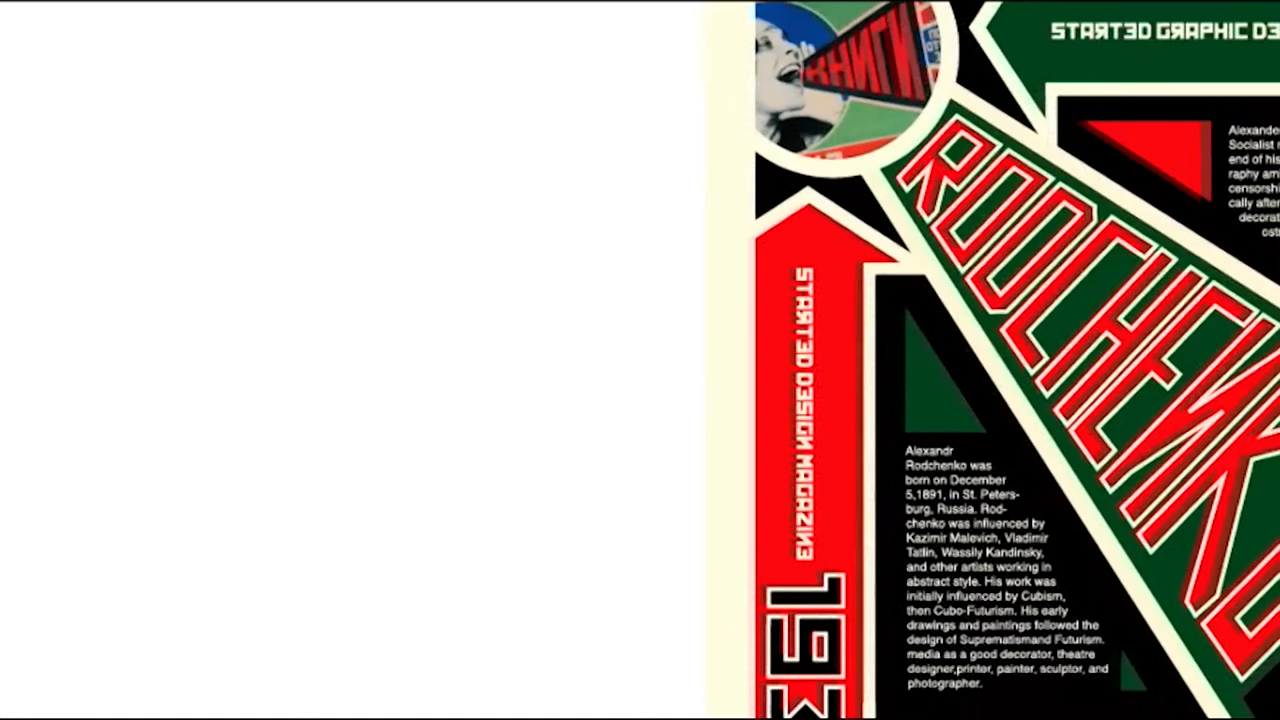 STARTED GRAPHIC DE
КНИГИ
RODCHENKO
Alexande
Socialist r
end of his
raphy am
censorshi
cally after
decorat
ost
STARTED DESIGN MAGAZINE
193
Alexandr
Rodchenko was
born on December
5,1891, in St. Peters-
burg, Russia. Rod-
chenko was influenced by
Kazimir Malevich, Vladimir
Tatlin, Wassily Kandinsky,
and other artists working in
abstract style. His work was
initially influenced by Cubism,
then Cubo-Futurism. His early
drawings and paintings followed the
design of Suprematismand Futurism.
media as a good decorator, theatre
designer,printer, painter, sculptor, and
photographer.